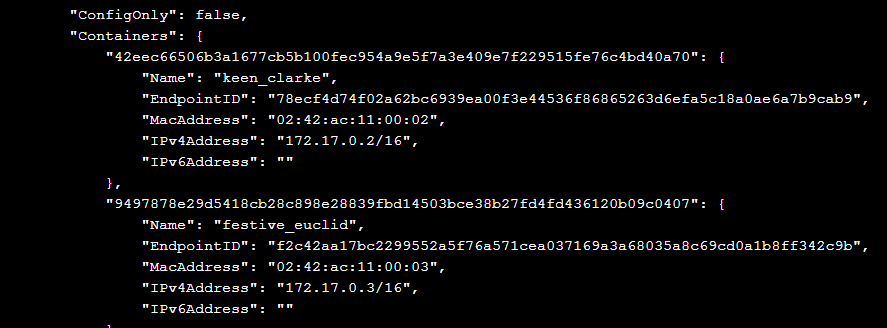 "ConfigOnly": false,
"Containers": {
"42eec66506b3a1677cb5b100fec954a9e5f7a3e409e7f229515fe76c4bd40a70": {
"Name": "keen_clarke",
"EndpointID": "78ecf4d74f02a62bc6939ea00f3e44536f86865263d6efa5c18a0ae6a7b9cab9",
"MacAddress": "02:42:ac:11:00:02",
"IPv4Address": "172.17.0.2/16",
"IPv6Address": ""
},
"9497878e29d5418cb28c898e28839fbd14503bce38b27fd4fd436120b09c0407": {
"Name": "festive_euclid",
"EndpointID": "f2c42aa17bc2299552a5f76a571cea037169a3a68035a8c69cd0a1b8ff342c9b",
"MacAddress": "02:42:ac:11:00:03",
"IPv4Address": "172.17.0.3/16",
"IPv6Address": ""
}